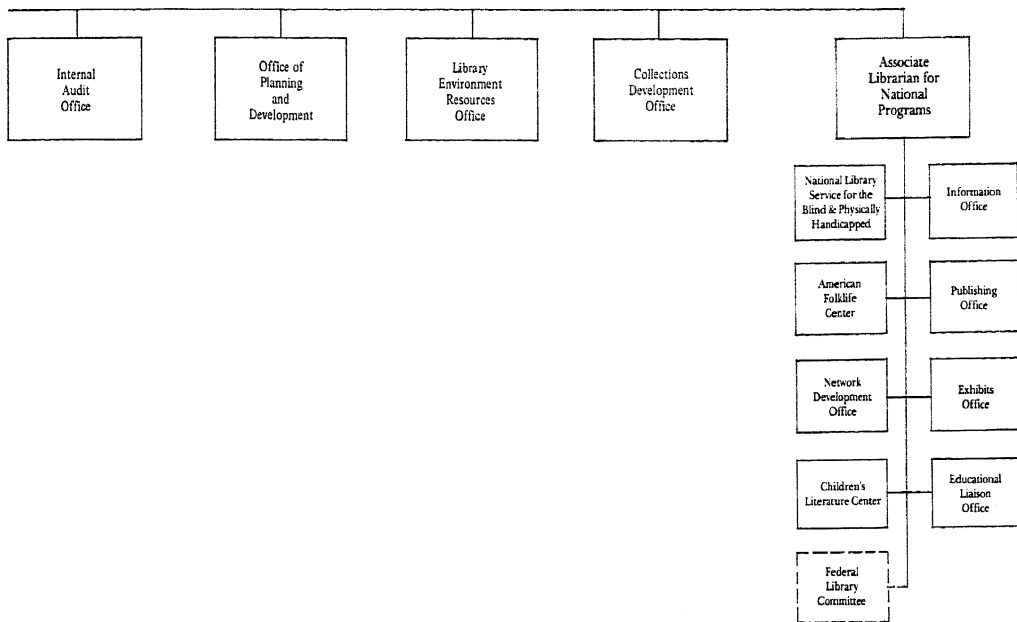 Internal
Audit
Office
Office of
Planning
and
Development
Library
Environment
Resources
Office
Collections
Development
Office
Associate
Librarian for
National
Programs
National Library
Service for the
Blind & Physically
Handicapped
Information
Office
American
Folklife
Center
Publishing
Office
Network
Development
Office
Exhibits
Office
Children's
Literature Center
Educational
Liaison
Office
Federal
Library
Committee